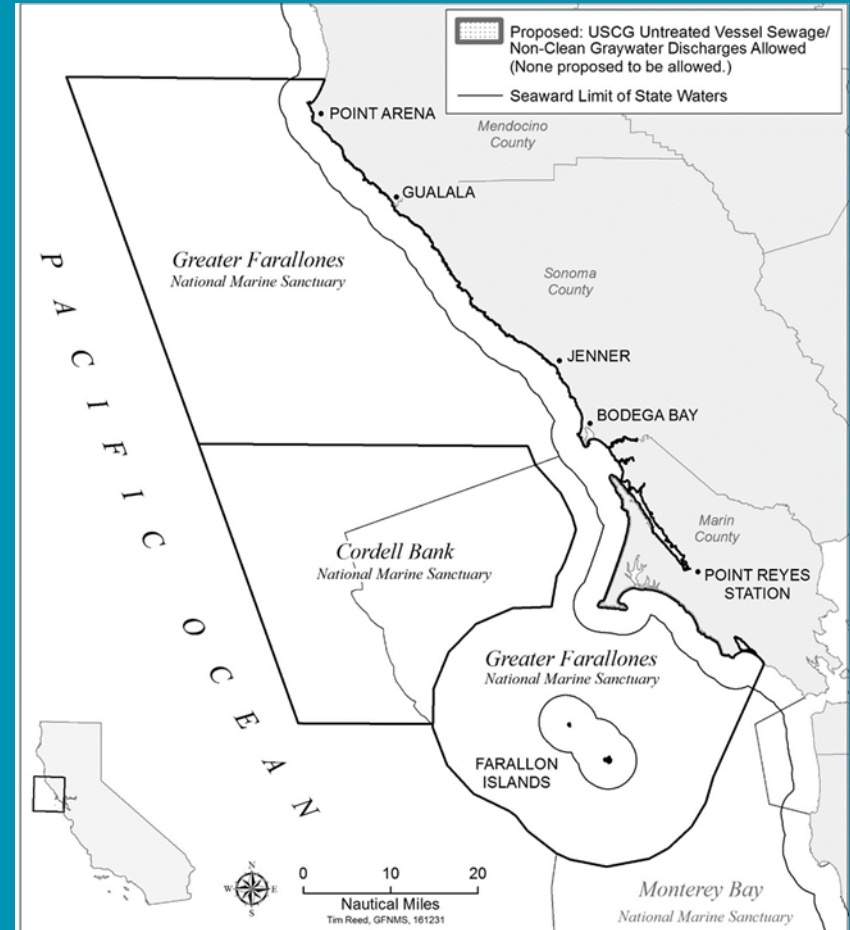 Proposed: USCG Untreated Vessel Sewage/
Non-Clean Graywater Discharges Allowed
(None proposed to be allowed.)
Seaward Limit of State Waters
POINT ARENA
Mendocino
County
GUALALA
Greater Farallones
National Marine Sanctuary
Sonoma
County
PACIFIC OCEAN
JENNER
BODEGA BAY
Marin
County
Cordell Bank
National Marine Sanctuary
POINT REYES
STATION
Greater Farallones
National Marine Sanctuary
FARALLON
ISLANDS
N
W E
S
0 10 20
Nautical Miles
Tim Reed, GFNMS, 161231
Monterey Bay
National Marine Sanctuary